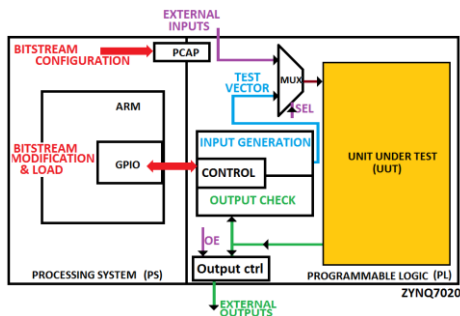 EXTERNAL
INPUTS
BITSTREAM
CONFIGURATION
PCAP
TEST
VECTOR
MUX
SEL
ARM
BITSTREAM
MODIFICATION
& LOAD
GPIO
INPUT GENERATION
CONTROL
OUTPUT CHECK
UNIT UNDER TEST
(UUT)
OE
Output ctrl
PROCESSING SYSTEM (PS)
PROGRAMMABLE LOGIC (PL)
ZYNQ7020
EXTERNAL
OUTPUTS